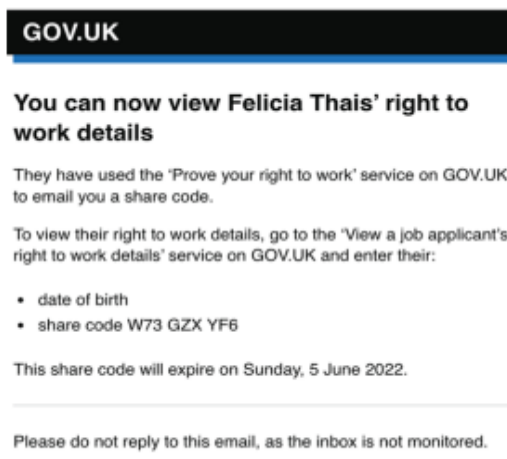 GOV.UK
You can now view Felicia Thais' right to
work details
They have used the 'Prove your right to work' service on GOV.UK
to email you a share code.
To view their right to work details, go to the 'View a job applicant's
right to work details' service on GOV.UK and enter their:
• date of birth
• share code W73 GZX YF6
This share code will expire on Sunday, 5 June 2022.
Please do not reply to this email, as the inbox is not monitored.